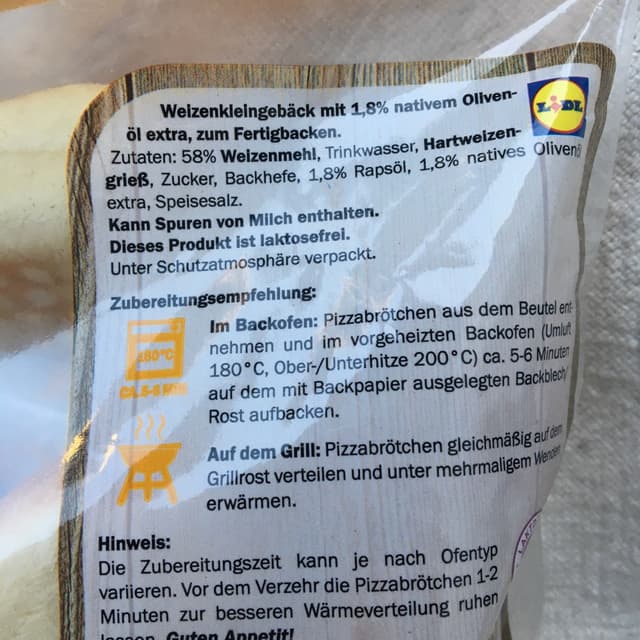 Weizenkleingebäck mit 1,8% nativem Oliven-
LIDL
öl extra, zum Fertigbacken.
Zutaten: 58% Weizenmehl, Trinkwasser, Hartweizen-
grieß, Zucker, Backhefe, 1,8% Rapsöl, 1,8% natives Olivenöl
extra, Speisesalz.
Kann Spuren von Milch enthalten.
Dieses Produkt ist laktosefrei.
Unter Schutzatmosphäre verpackt.
Zubereitungsempfehlung:
Im Backofen: Pizzabrötchen aus dem Beutel ent-
nehmen und im vorgeheizten Backofen (Umluft
180°C, Ober-/Unterhitze 200°C) ca. 5-6 Minuten
auf dem mit Backpapier ausgelegten Backblech/
Rost aufbacken.
180°C
CA. 5-6 MIN
Auf dem Grill: Pizzabrötchen gleichmäßig auf dem
Grillrost verteilen und unter mehrmaligem Wenden
erwärmen.
Hinweis:
Die Zubereitungszeit kann je nach Ofentyp
variieren. Vor dem Verzehr die Pizzabrötchen 1-2
Minuten zur besseren Wärmeverteilung ruhen
lassen. Guten Appetit!